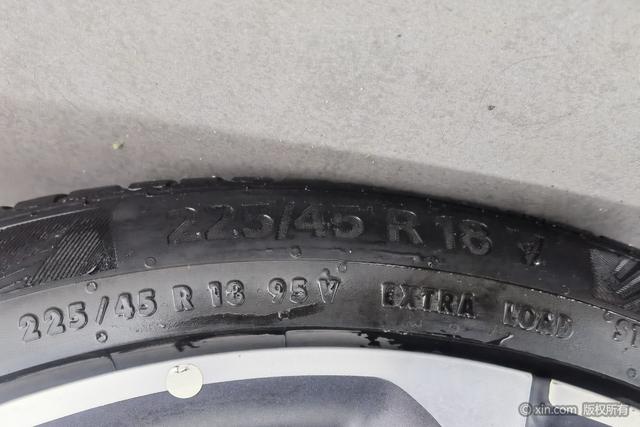 225/45 R 18
225/45 R 18 95 V EXTRA LOAD
© xin.com 版权所有